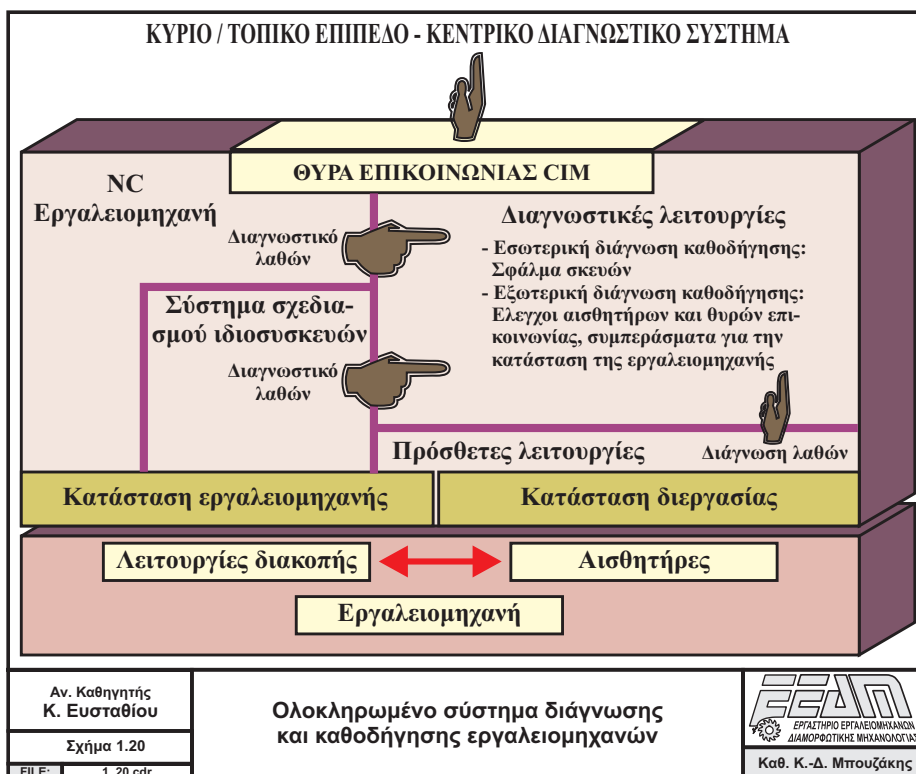 ΚΥΡΙΟ / ΤΟΠΙΚΟ ΕΠΙΠΕΔΟ - ΚΕΝΤΡΙΚΟ ΔΙΑΓΝΩΣΤΙΚΟ ΣΥΣΤΗΜΑ
ΘΥΡΑ ΕΠΙΚΟΙΝΩΝΙΑΣ CIM
NC
Εργαλειομηχανή
Διαγνωστικό
λαθών
Διαγνωστικές λειτουργίες
- Εσωτερική διάγνωση καθοδήγησης:
Σφάλμα σκευών
- Εξωτερική διάγνωση καθοδήγησης:
Ελεγχοι αισθητήρων και θυρών επι-
κοινωνίας, συμπεράσματα για την
κατάσταση της εργαλειομηχανής
Σύστημα σχεδια-
σμού ιδιοσυσκευών
Διαγνωστικό
λαθών
Πρόσθετες λειτουργίες
Διάγνωση λαθών
Κατάσταση εργαλειομηχανής
Κατάσταση διεργασίας
Λειτουργίες διακοπής
Αισθητήρες
Εργαλειομηχανή
Αν. Καθηγητής
Κ. Ευσταθίου
Σχήμα 1.20
FILE: 1_20.cdr
Ολοκληρωμένο σύστημα διάγνωσης
και καθοδήγησης εργαλειομηχανών
ΕΕΔΜ
ΕΡΓΑΣΤΗΡΙΟ ΕΡΓΑΛΕΙΟΜΗΧΑΝΩΝ
ΔΙΑΜΟΡΦΩΤΙΚΗΣ ΜΗΧΑΝΟΛΟΓΙΑΣ
Καθ. Κ.-Δ. Μπουζάκης